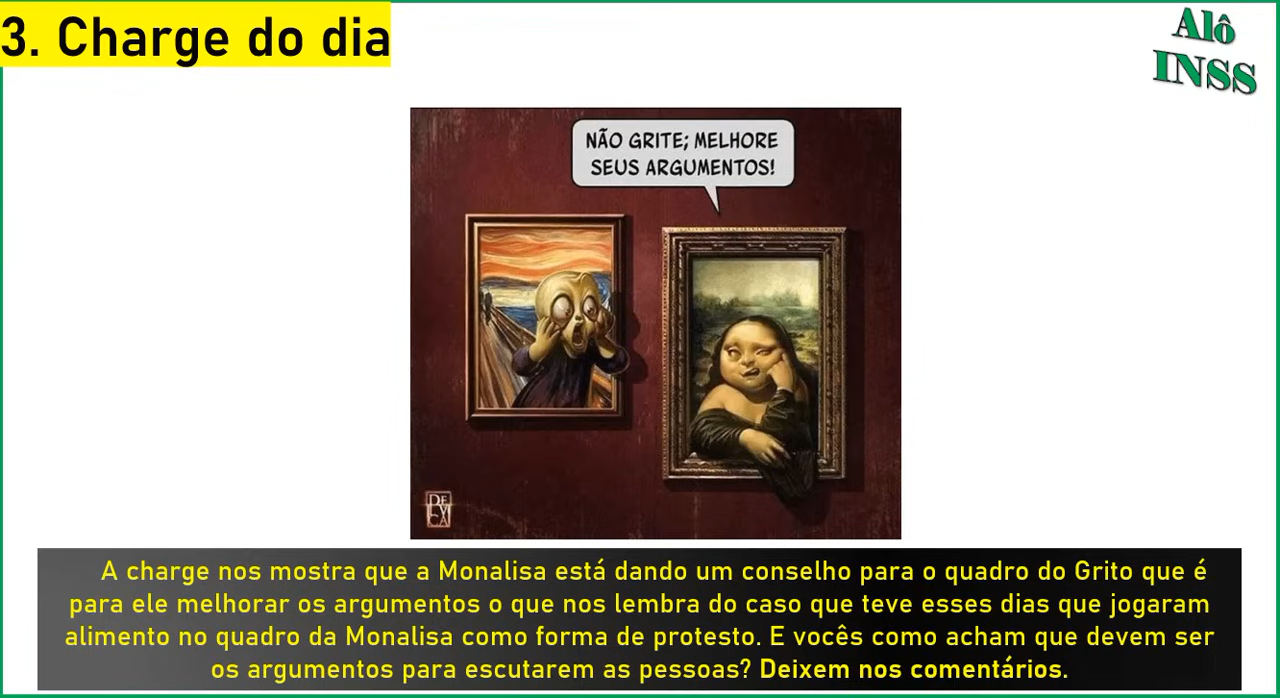 3. Charge do dia
Alô
INSS
NÃO GRITE; MELHORE
SEUS ARGUMENTOS!
DE
LVI
CA
A charge nos mostra que a Monalisa está dando um conselho para o quadro do Grito que é
para ele melhorar os argumentos o que nos lembra do caso que teve esses dias que jogaram
alimento no quadro da Monalisa como forma de protesto. E vocês como acham que devem ser
os argumentos para escutarem as pessoas? Deixem nos comentários.